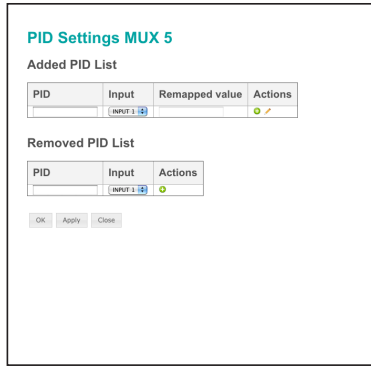 PID Settings MUX 5
Added PID List
PID Input Remapped value Actions
INPUT 1
Removed PID List
PID Input Actions
INPUT 1
OK Apply Close